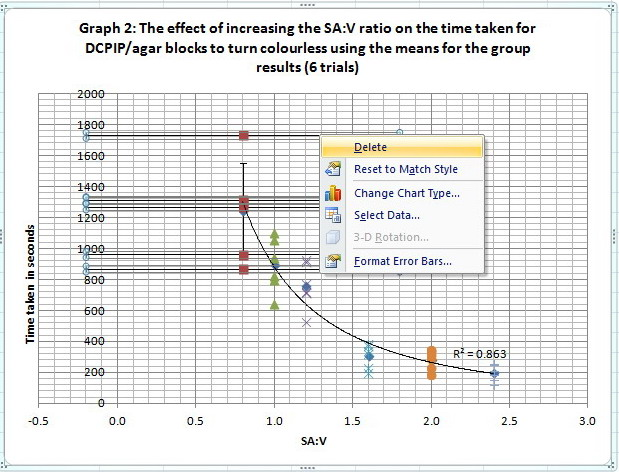 Graph 2: The effect of increasing the SA:V ratio on the time taken for
DCPIP/agar blocks to turn colourless using the means for the group
results (6 trials)
Time taken in seconds
2000
1800
1600
1400
1200
1000
800
600
400
200
0
Delete
Reset to Match Style
Change Chart Type...
Select Data...
3-D Rotation...
Format Error Bars...
R² = 0.863
-0.5 0.0 0.5 1.0 1.5 2.0 2.5 3.0
SA:V